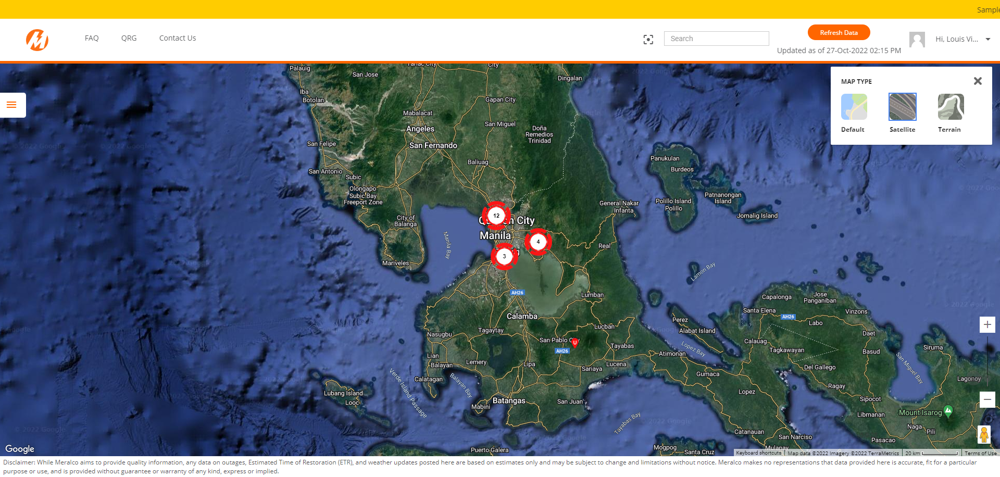 Sample
FAQ
QRG
Contact Us
Search
Refresh Data
Updated as of 27-Oct-2022 02:15 PM
Hi, Louis Vi...
MAP TYPE
Default
Satellite
Terrain
Palauig
San Jose
Tarlac City
City
Dingalan
Iba
Botolan
Gapan City
Mabalacat
Angeles
San Miguel
Doña
Remedios
Trinidad
San Felipe
San Fernando
Baliuag
Panukulan
Burdeos
San Antonio
Subic
Olongapo
Subic Bay
Freeport Zone
Patnanongan
Island
General Nakar
Infanta
Polillo Island
Polillo
Jomalig Island
City of
Balanga
12
City
Manila
Manila Bay
4
3
Real
Mariveles
Lamon Bay
AH26
Lumban
Capalonga
Jose
Panganiban
Calamba
Santa Elena
AH26
Vinzons
Perez
Labo
Nasugbu
Tagaytay
Lucban
Alabat Island
Daet
San Pablo City
U
AH26
Tayabas
Lopez Bay
Calauag
Tagkawayan
Basud
Siruma
Lian
Balayan
Lemery
Lipa
Sariaya
Lucena
Atimonan
Gumaca
Del Gallego
San Miguel Bay
Calatagan
Verde Island Passage
Balayan Bay
Lopez
Ragay
Lagonoy
Lubang Island
Looc
Mabini
Batangas
San Juan
Tayabas Bay
Sipocot
Libmanan
Mount Isarog
Naga
Pili
Catanauan
San Narciso
Pasacao
Puerto Galera
Mogpog
Santa Cruz
Mulanay
Google
Keyboard shortcuts
Map data ©2022 Imagery ©2022 TerraMetrics
20 km
Terms of Use
Disclaimer: While Meralco aims to provide quality information, any data on outages, Estimated Time of Restoration (ETR), and weather updates posted here are based on estimates only and may be subject to change and limitations without notice. Meralco makes no representations that data provided here is accurate, fit for a particular
purpose or use, and is provided without guarantee or warranty of any kind, express or implied.